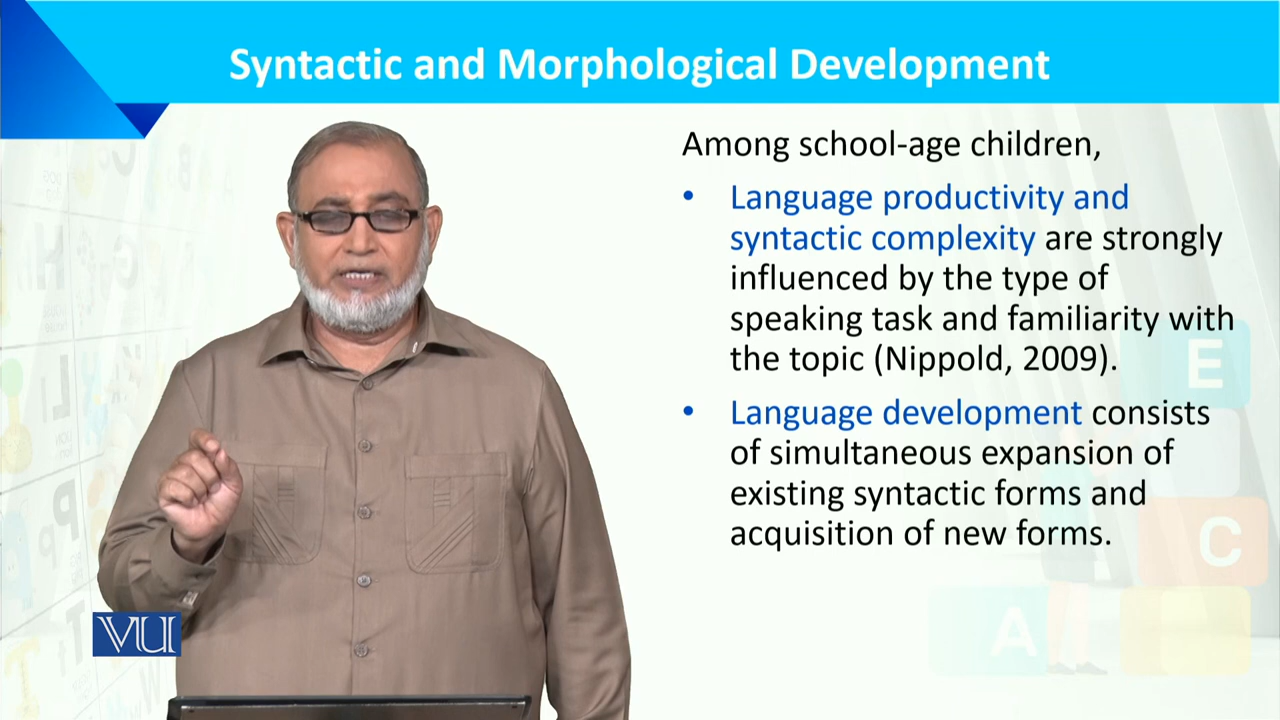 Syntactic and Morphological Development
Among school-age children,
• Language productivity and
syntactic complexity are strongly
influenced by the type of
speaking task and familiarity with
the topic (Nippold, 2009).
• Language development consists
of simultaneous expansion of
existing syntactic forms and
acquisition of new forms.
VU
E
C
A